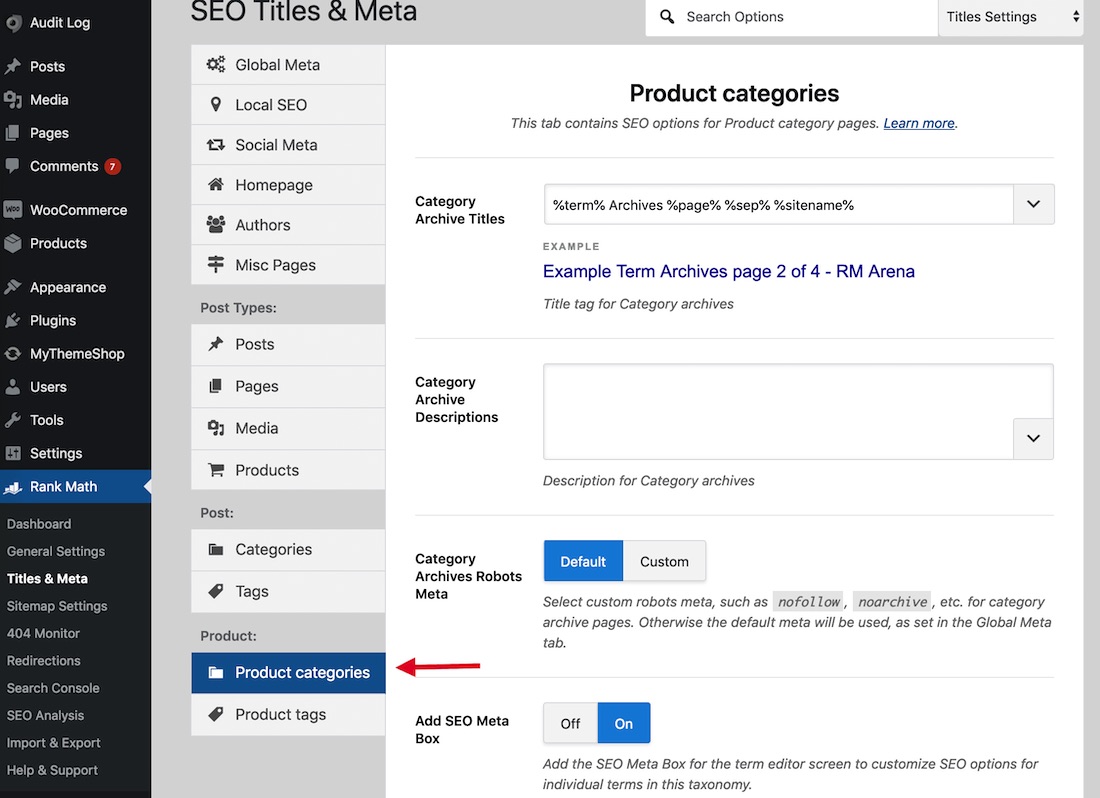 Audit Log
Posts
Media
Pages
Comments 7
WooCommerce
Products
Appearance
Plugins
MyThemeShop
Users
Tools
Settings
Rank Math
Dashboard
General Settings
Titles & Meta
Sitemap Settings
404 Monitor
Redirections
Search Console
SEO Analysis
Import & Export
Help & Support
SEO Titles & Meta
Search Options
Titles Settings
Global Meta
Local SEO
Social Meta
Homepage
Authors
Misc Pages
Post Types:
Posts
Pages
Media
Products
Post:
Categories
Tags
Product:
Product categories
Product tags
Product categories
This tab contains SEO options for Product category pages. Learn more.
Category
Archive Titles
%term% Archives %page% %sep% %sitename%
EXAMPLE
Example Term Archives page 2 of 4 - RM Arena
Title tag for Category archives
Category
Archive
Descriptions
Description for Category archives
Category
Archives Robots
Meta
Default
Custom
Select custom robots meta, such as nofollow, noarchive, etc. for category
archive pages. Otherwise the default meta will be used, as set in the Global Meta
tab.
Add SEO Meta
Box
Off
On
Add the SEO Meta Box for the term editor screen to customize SEO options for
individual terms in this taxonomy.